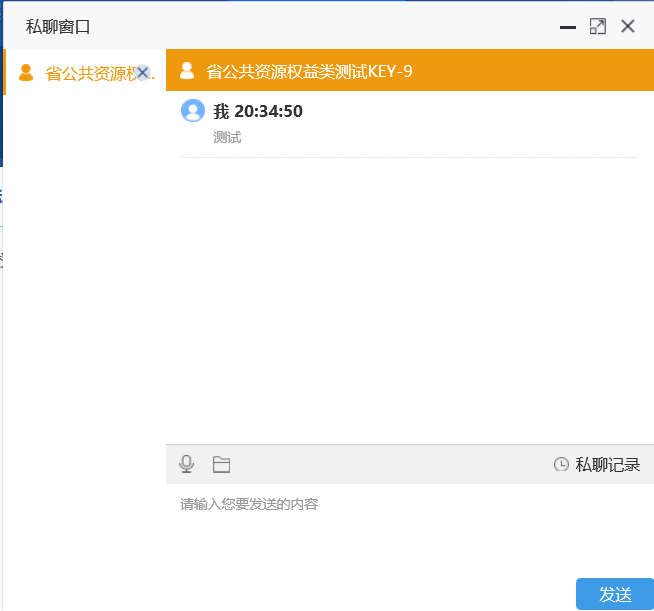 私聊窗口
省公共资源权
省公共资源权益类测试KEY-9
我 20:34:50
测试
私聊记录
请输入您要发送的内容
发送